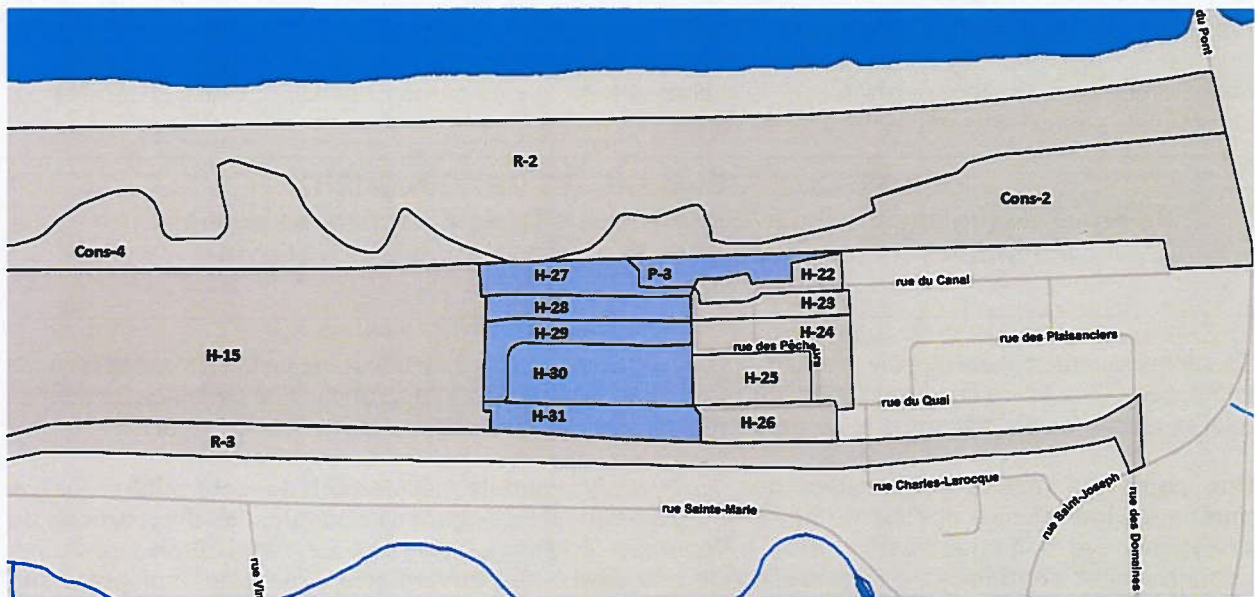 du Pont
R-2
Cons-2
Cons-4
H-27
P-3
H-22
rue du Canal
H-28
H-23
H-29
H-24
rue des Pêcheurs
rue des Plaisanciers
H-15
H-30
H-25
rue du Quai
H-31
H-26
R-3
rue Charles-Larocque
rue Saint-Joseph
rue Sainte-Marie
rue des Domaines